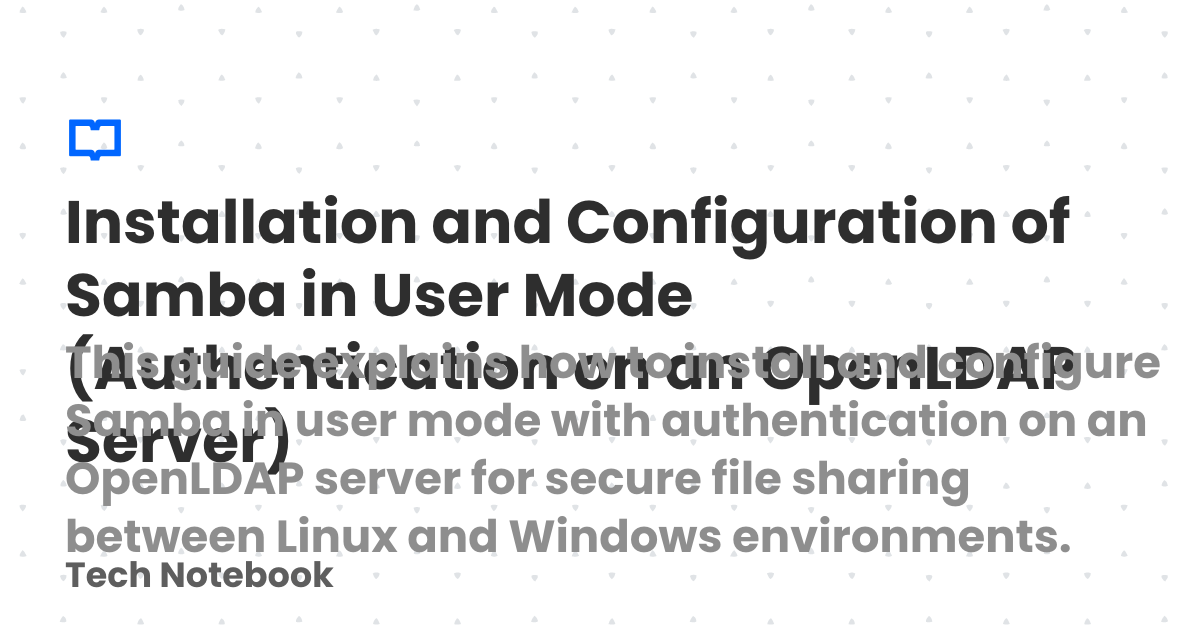 Installation and Configuration of
Samba in User Mode
(Authentication on an OpenLDAP
Server)
This guide explains how to install and configure
Samba in user mode with authentication on an
OpenLDAP server for secure file sharing
between Linux and Windows environments.
Tech Notebook